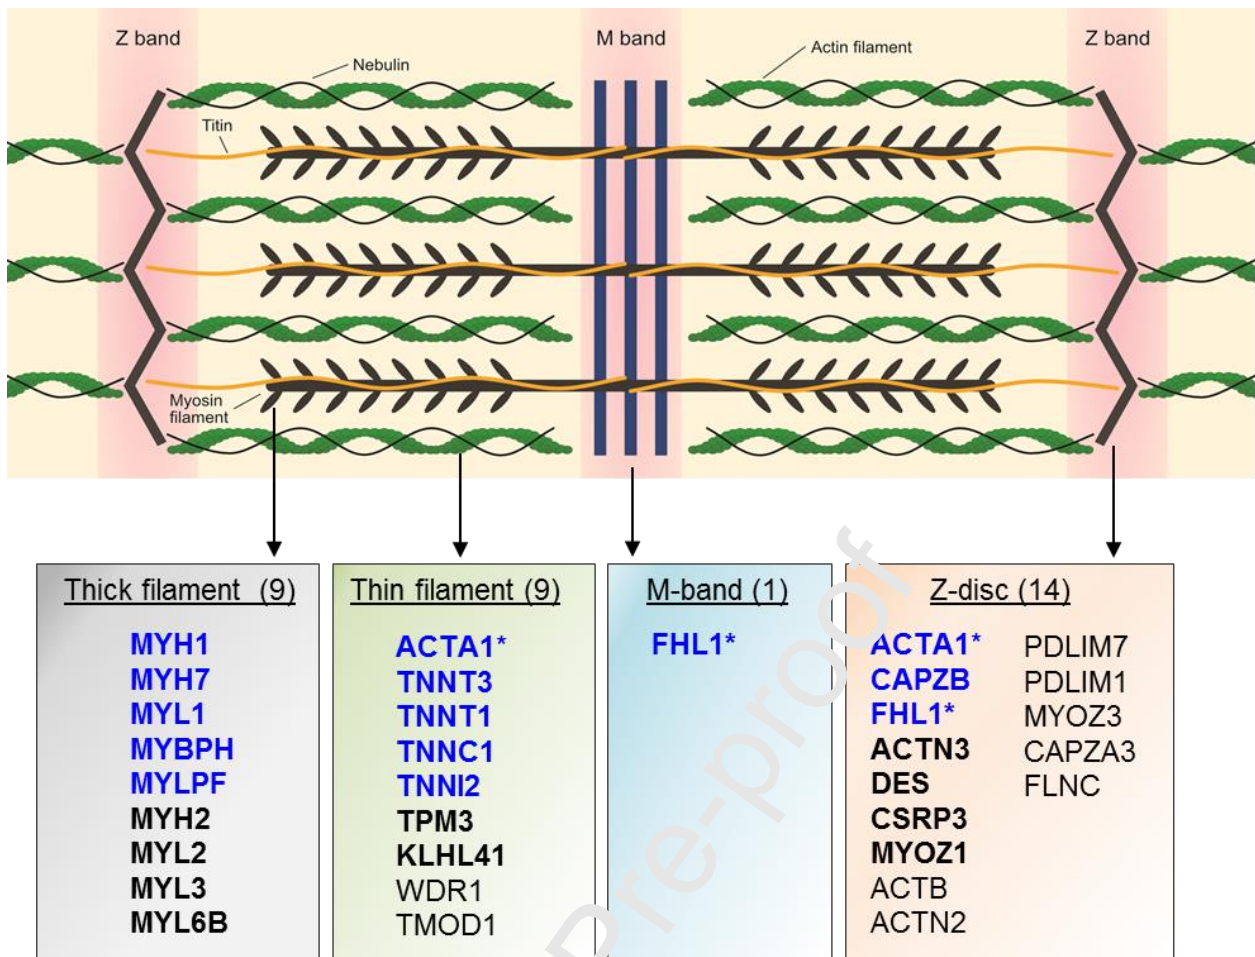 Z band
M band
Z band
Nebulin
Actin filament
Titin
Myosin
filament
Thick filament (9)
MYH1
MYH7
MYL1
MYBPH
MYLPF
MYH2
MYL2
MYL3
MYL6B
Thin filament (9)
ACTA1*
TNNT3
TNNT1
TNNC1
TNNI2
TPM3
KLHL41
WDR1
TMOD1
M-band (1)
FHL1*
Z-disc (14)
ACTA1*
CAPZB
FHL1*
ACTN3
DES
CSRP3
MYOZ1
ACTB
ACTN2
PDLIM7
PDLIM1
MYOZ3
CAPZA3
FLNC
Pre-proof